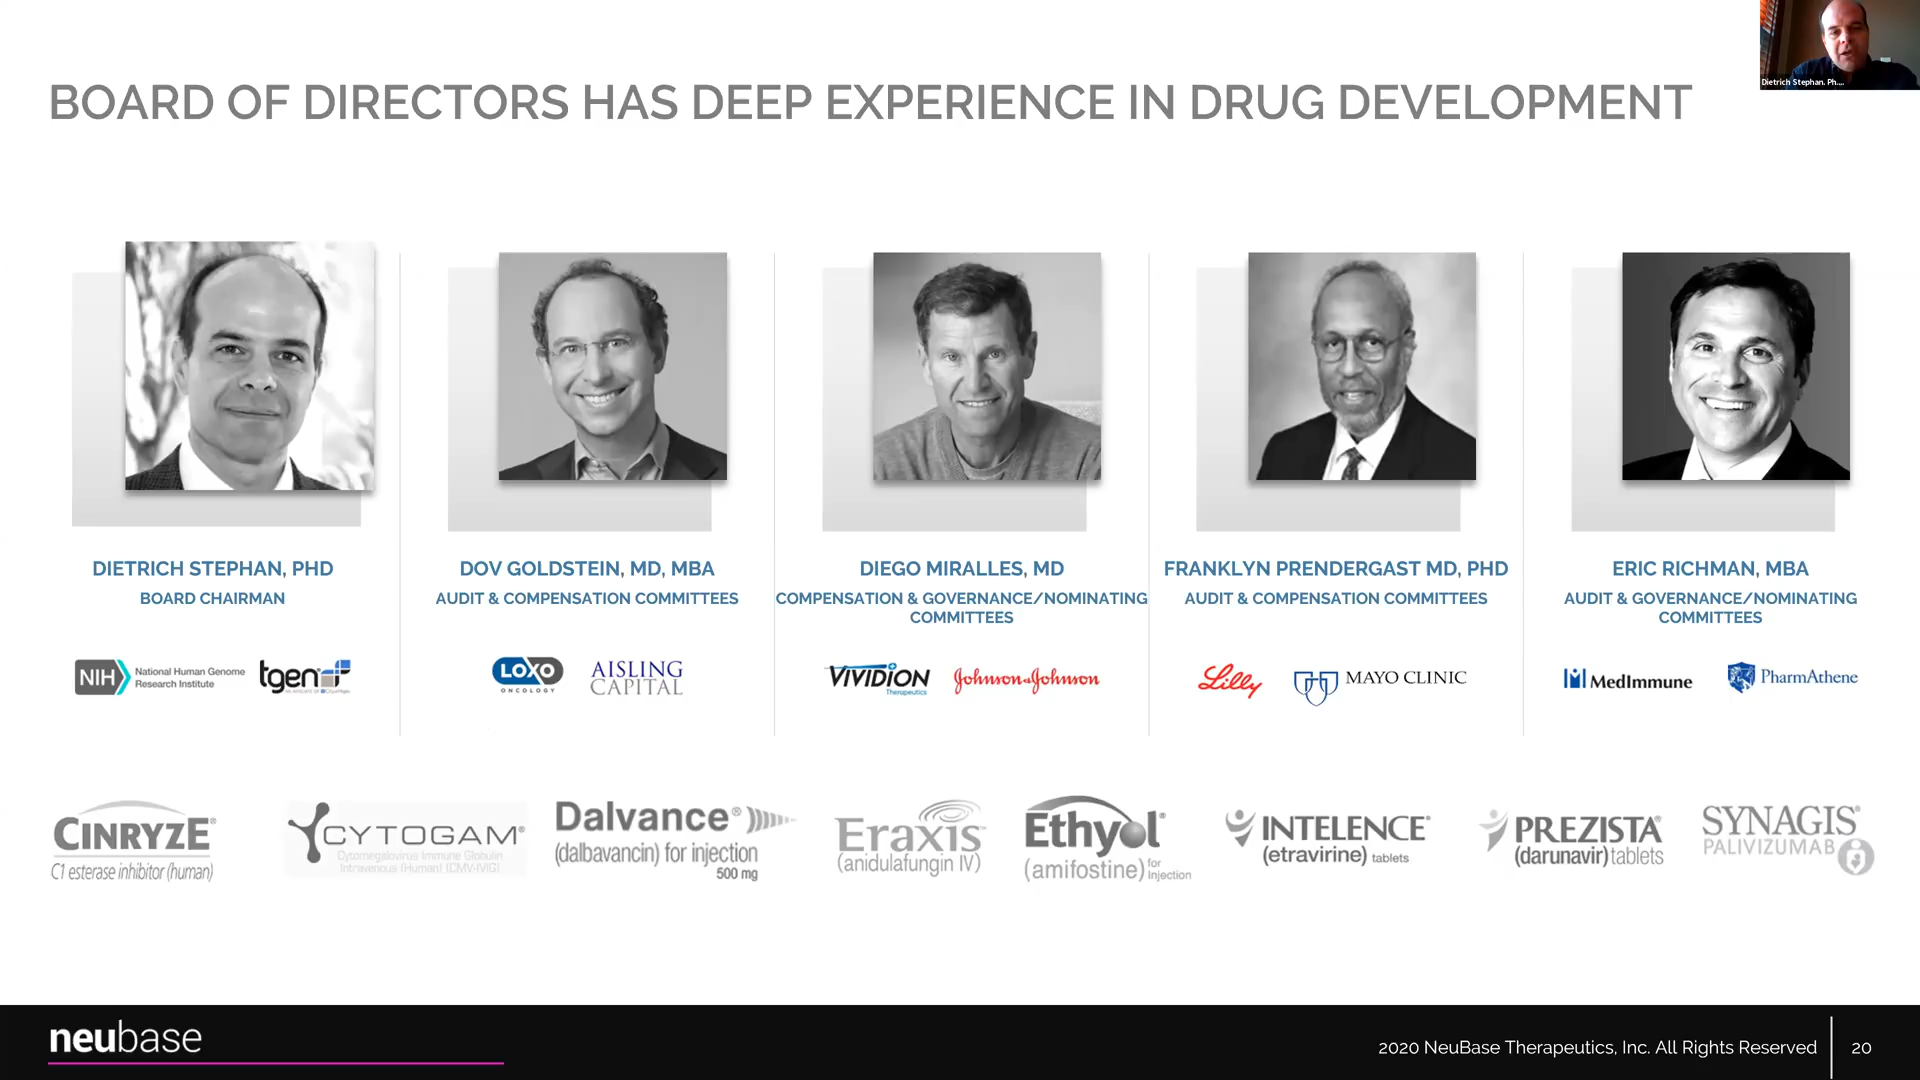 Dietrich Stephan. Ph....
BOARD OF DIRECTORS HAS DEEP EXPERIENCE IN DRUG DEVELOPMENT
DIETRICH STEPHAN, PHD
BOARD CHAIRMAN
NIH National Human Genome
Research Institute
tgen
DOV GOLDSTEIN, MD, MBA
AUDIT & COMPENSATION COMMITTEES
LOXO
ONCOLOGY
AISLING
CAPITAL
DIEGO MIRALLES, MD
COMPENSATION & GOVERNANCE/NOMINATING
COMMITTEES
VIVIDION
Therapeutics
Johnson & Johnson
FRANKLYN PRENDERGAST MD, PHD
AUDIT & COMPENSATION COMMITTEES
Lilly
MAYO CLINIC
ERIC RICHMAN, MBA
AUDIT & GOVERNANCE/NOMINATING
COMMITTEES
MedImmune
PharmAthene
CINRYZE®
C1 esterase inhibitor (human)
CYTOGAM®
Cytomegalovirus Immune Globulin
Intravenous (Human) (CMV-IVIG)
Dalvance®
(dalbavancin) for injection
500 mg
Eraxis™
(anidulafungin IV)
Ethyol®
(amifostine) for Injection
INTELENCE®
(etravirine) tablets
PREZISTA®
(darunavir) tablets
SYNAGIS®
PALIVIZUMAB
neubase
2020 NeuBase Therapeutics, Inc. All Rights Reserved
20